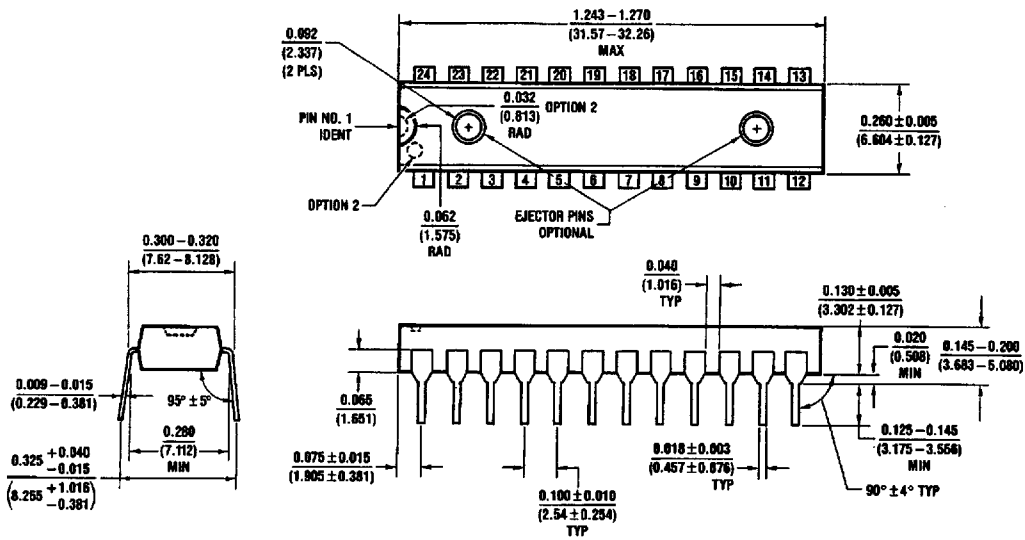 1.243 – 1.270
(31.57 – 32.26)
MAX
0.092
(2.337)
(2 PLS)
24 23 22 21 20 19 18 17 16 15 14 13
0.032
(0.813)
RAD
OPTION 2
PIN NO. 1
IDENT
0.260 ± 0.005
(6.604 ± 0.127)
1 2 3 4 5 6 7 8 9 10 11 12
OPTION 2
0.062
(1.575)
RAD
EJECTOR PINS
OPTIONAL
0.300 – 0.320
(7.62 – 8.128)
0.040
(1.016)
TYP
0.130 ± 0.005
(3.302 ± 0.127)
0.020
(0.508)
MIN
0.145 – 0.200
(3.683 – 5.080)
0.009 – 0.015
(0.229 – 0.381)
95° ± 5°
0.280
(7.112)
MIN
0.325 + 0.040
– 0.015
(8.255 + 1.016
– 0.381)
0.065
(1.651)
0.075 ± 0.015
(1.905 ± 0.381)
0.100 ± 0.010
(2.54 ± 0.254)
TYP
0.018 ± 0.003
(0.457 ± 0.076)
TYP
0.125 – 0.145
(3.175 – 3.556)
MIN
90° ± 4° TYP